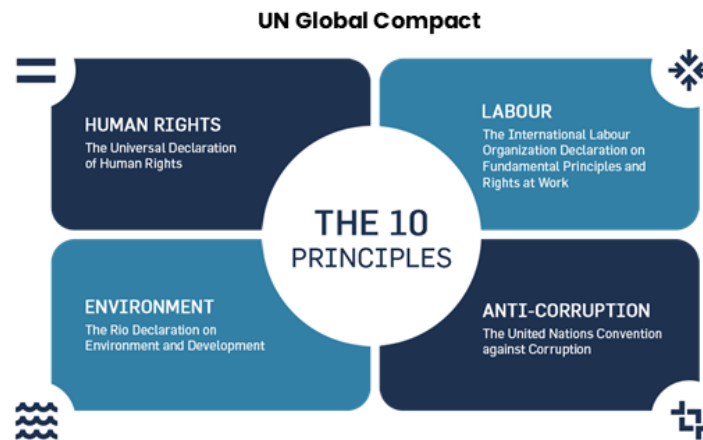 UN Global Compact
HUMAN RIGHTS
The Universal Declaration
of Human Rights
LABOUR
The International Labour
Organization Declaration on
Fundamental Principles and
Rights at Work
THE 10
PRINCIPLES
ENVIRONMENT
The Rio Declaration on
Environment and Development
ANTI-CORRUPTION
The United Nations Convention
against Corruption